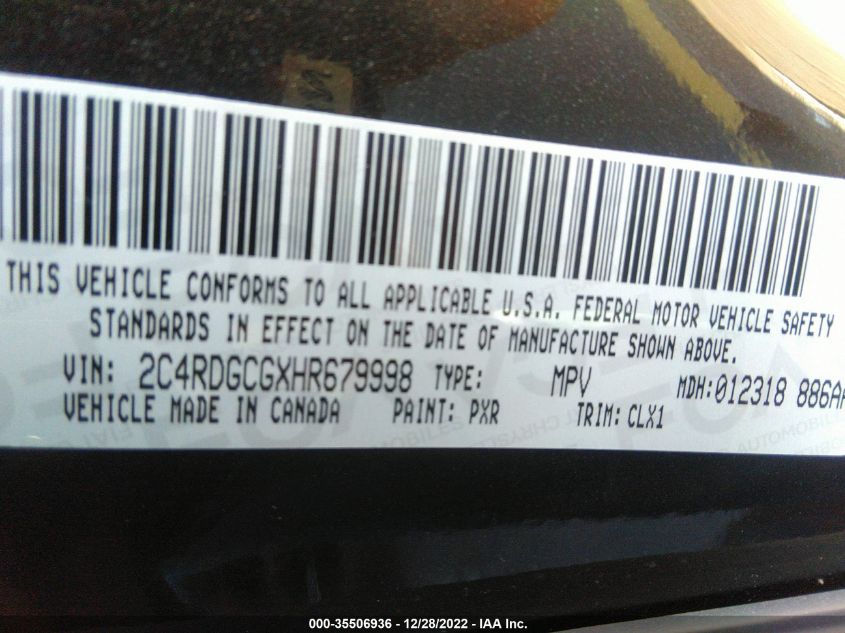 THIS VEHICLE CONFORMS TO ALL APPLICABLE U.S.A. FEDERAL MOTOR VEHICLE SAFETY
STANDARDS IN EFFECT ON THE DATE OF MANUFACTURE SHOWN ABOVE.
VIN: 2C4RDGCGXHR679998 TYPE: MPV MDH:012318 886AA
VEHICLE MADE IN CANADA PAINT: PXR TRIM: CLX1
000-35506936 - 12/28/2022 - IAA Inc.